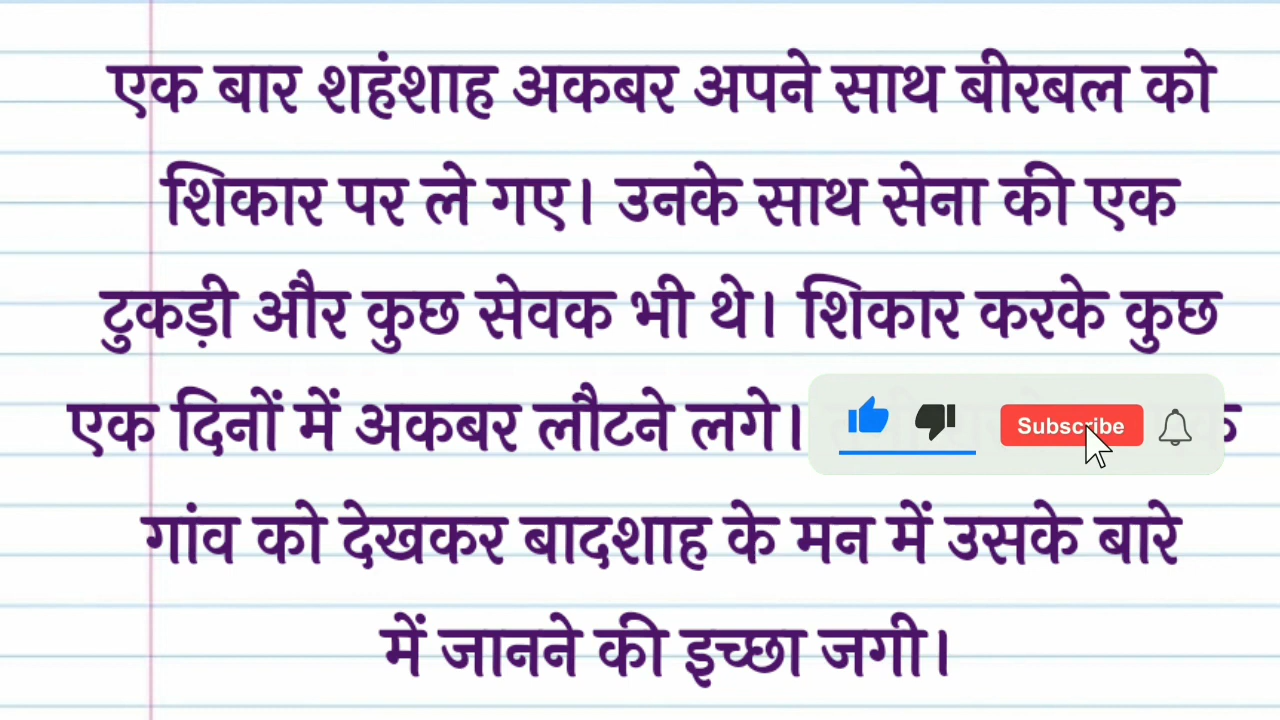 एक बार शहंशाह अकबर अपने साथ बीरबल को
शिकार पर ले गए। उनके साथ सेना की एक
टुकड़ी और कुछ सेवक भी थे। शिकार करके कुछ
एक दिनों में अकबर लौटने लगे।
Subscribe
गांव को देखकर बादशाह के मन में उसके बारे
में जानने की इच्छा जगी।